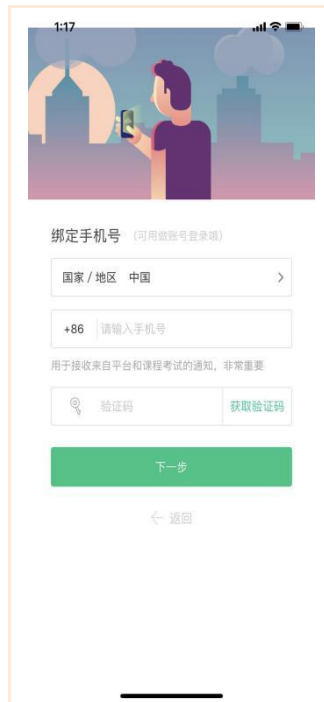 1:17
绑定手机号 (可用做账号登录哦)
国家 / 地区 中国
+86 请输入手机号
用于接收来自平台和课程考试的通知，非常重要
验证码 获取验证码
下一步
← 返回